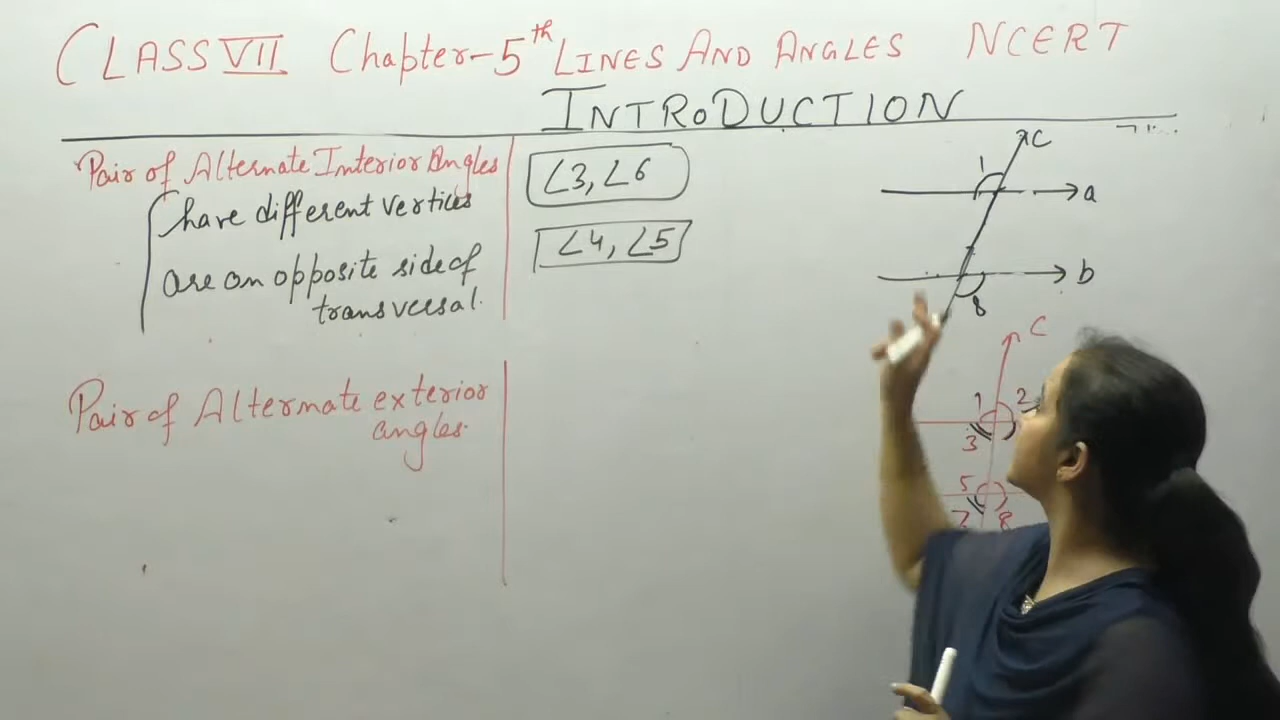 CLASS VII Chapter-5th LINES AND ANGLES NCERT
INTRODUCTION
Pair of Alternate Interior Angles
have different vertices
are on opposite side of
transversal.
∠3, ∠6
∠4, ∠5
Pair of Alternate exterior
angles.
c
1
a
b
8
C
1 2
3
5
7 8